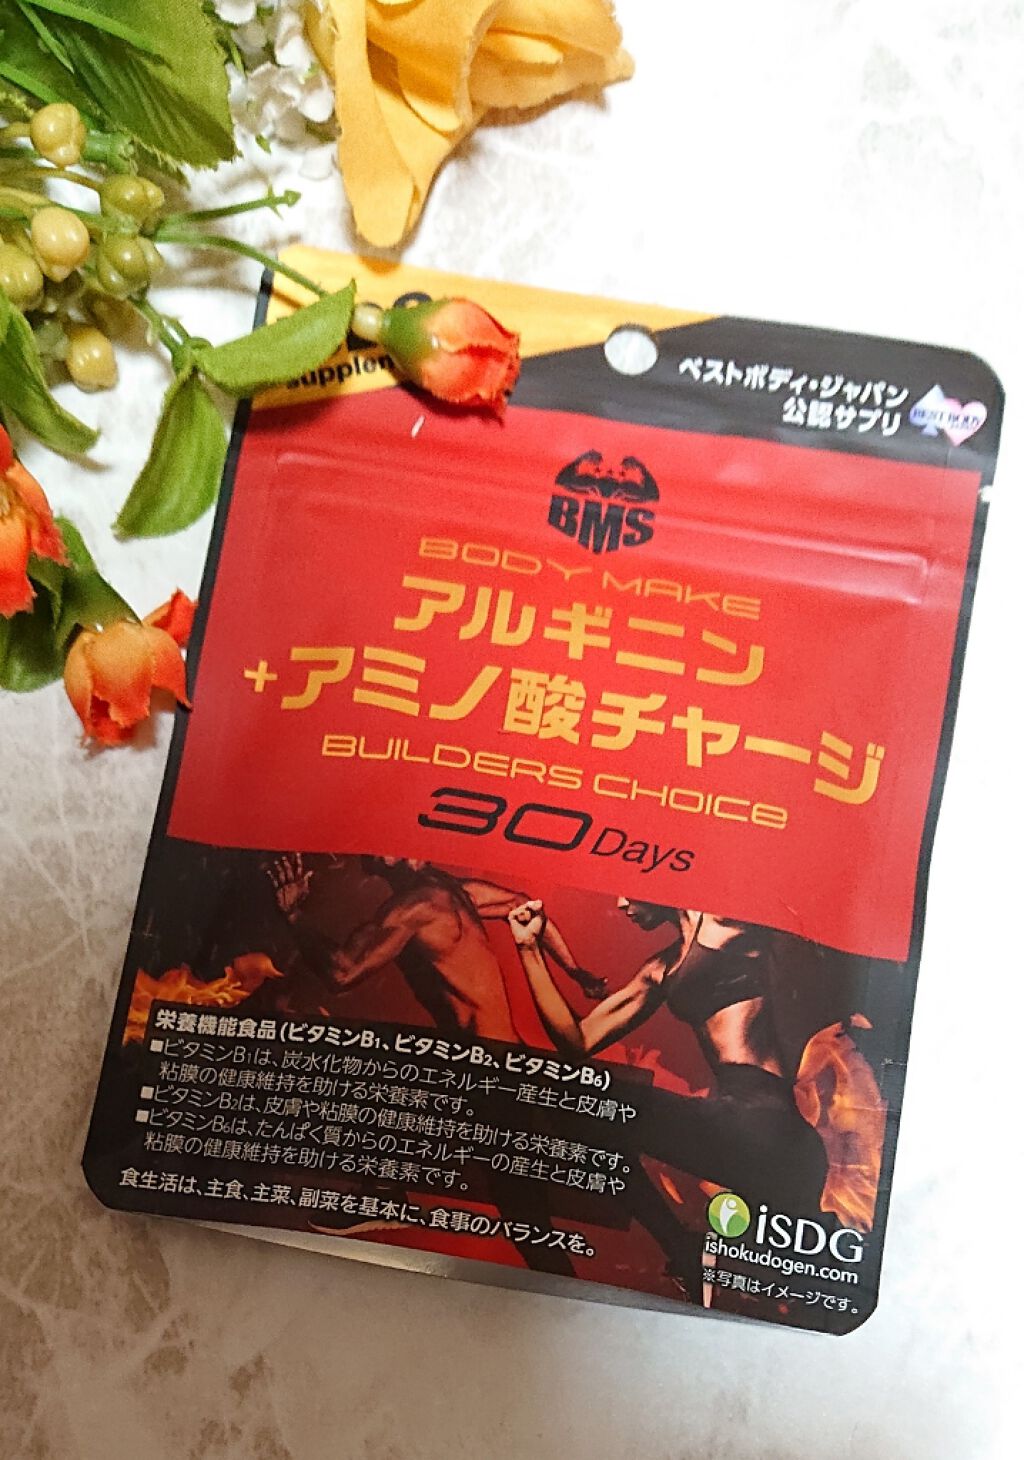 ベストボディ・ジャパン
公認サプリ
BEST BODY
BMS
BODY MAKE
アルギニン
+アミノ酸チャージ
BUILDERS CHOICE
30 Days
栄養機能食品(ビタミンB1、ビタミンB2、ビタミンB6)
■ビタミンB1は、炭水化物からのエネルギー産生と皮膚や
粘膜の健康維持を助ける栄養素です。
■ビタミンB2は、皮膚や粘膜の健康維持を助ける栄養素です。
■ビタミンB6は、たんぱく質からのエネルギーの産生と皮膚や
粘膜の健康維持を助ける栄養素です。
食生活は、主食、主菜、副菜を基本に、食事のバランスを。
iSDG
ishokudogen.com
※写真はイメージです。